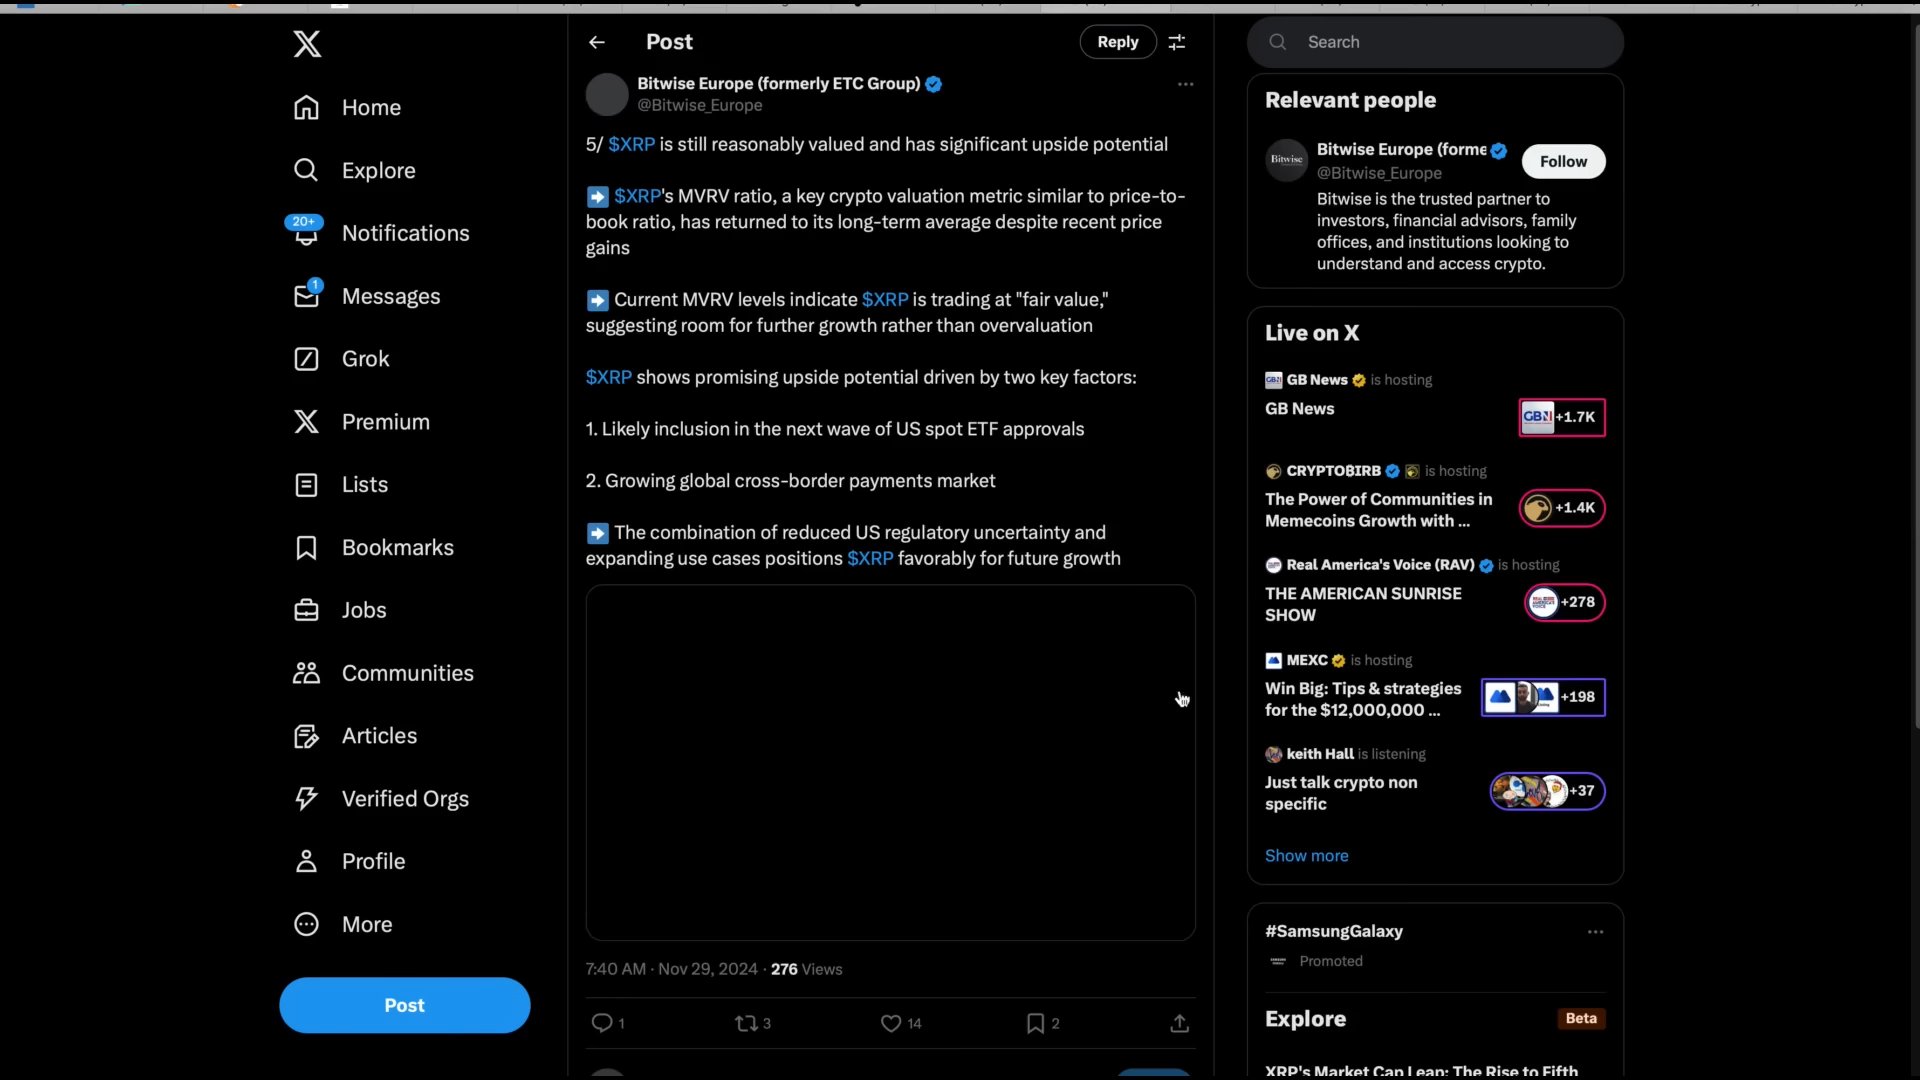 Home
Explore
20+
Notifications
1
Messages
Grok
Premium
Lists
Bookmarks
Jobs
Communities
Articles
Verified Orgs
Profile
More
Post
Post
Reply
Bitwise Europe (formerly ETC Group)
@Bitwise_Europe
5/ $XRP is still reasonably valued and has significant upside potential
➡️ $XRP's MVRV ratio, a key crypto valuation metric similar to price-to-
book ratio, has returned to its long-term average despite recent price
gains
➡️ Current MVRV levels indicate $XRP is trading at "fair value,"
suggesting room for further growth rather than overvaluation
$XRP shows promising upside potential driven by two key factors:
1. Likely inclusion in the next wave of US spot ETF approvals
2. Growing global cross-border payments market
➡️ The combination of reduced US regulatory uncertainty and
expanding use cases positions $XRP favorably for future growth
7:40 AM · Nov 29, 2024 · 276 Views
1 3 14 2
Search
Relevant people
Bitwise
Bitwise Europe (forme
@Bitwise_Europe
Follow
Bitwise is the trusted partner to
investors, financial advisors, family
offices, and institutions looking to
understand and access crypto.
Live on X
GB News is hosting
GB News
GBN +1.7K
CRYPTOBIRB is hosting
The Power of Communities in
Memecoins Growth with ...
+1.4K
Real America's Voice (RAV) is hosting
THE AMERICAN SUNRISE
SHOW
+278
MEXC is hosting
Win Big: Tips & strategies
for the $12,000,000 ...
+198
keith Hall is listening
Just talk crypto non
specific
+37
Show more
#SamsungGalaxy
Promoted
Explore
Beta
XRP's Market Cap Leap: The Rise to Fifth